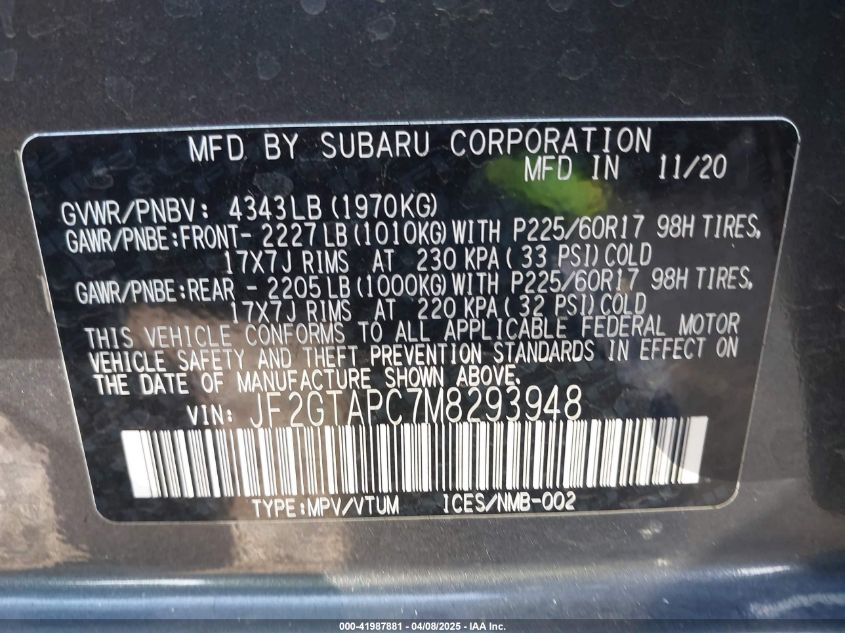 MFD BY SUBARU CORPORATION
MFD IN 11/20
GVWR/PNBV: 4343LB (1970KG)
GAWR/PNBE:FRONT- 2227LB (1010KG) WITH P225/60R17 98H TIRES,
17X7J RIMS AT 230 KPA ( 33 PSI) COLD
GAWR/PNBE:REAR - 2205LB (1000KG) WITH P225/60R17 98H TIRES,
17X7J RIMS AT 220 KPA ( 32 PSI) COLD
THIS VEHICLE CONFORMS TO ALL APPLICABLE FEDERAL MOTOR
VEHICLE SAFETY AND THEFT PREVENTION STANDARDS IN EFFECT ON
THE DATE OF MANUFACTURE SHOWN ABOVE.
VIN: JF2GTAPC7M8293948
TYPE:MPV/VTUM ICES/NMB-002
000-41987881 - 04/08/2025 - IAA Inc.